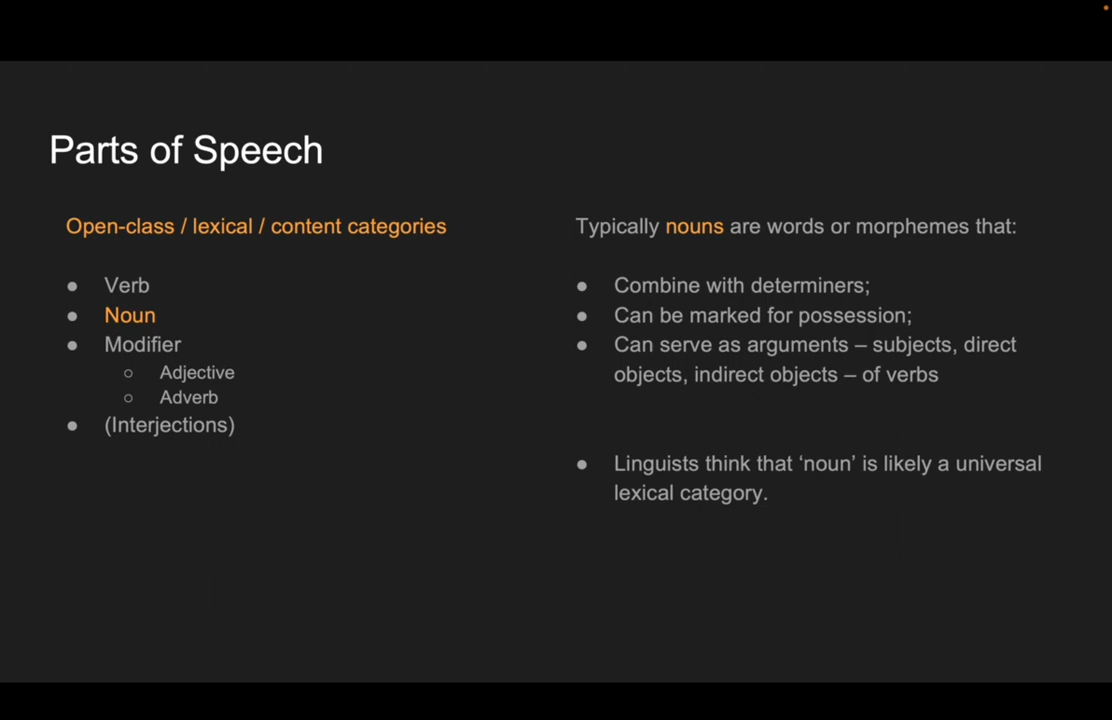 Parts of Speech
Open-class / lexical / content categories
● Verb
● Noun
● Modifier
○ Adjective
○ Adverb
● (Interjections)
Typically nouns are words or morphemes that:
● Combine with determiners;
● Can be marked for possession;
● Can serve as arguments – subjects, direct
objects, indirect objects – of verbs
● Linguists think that ‘noun’ is likely a universal
lexical category.